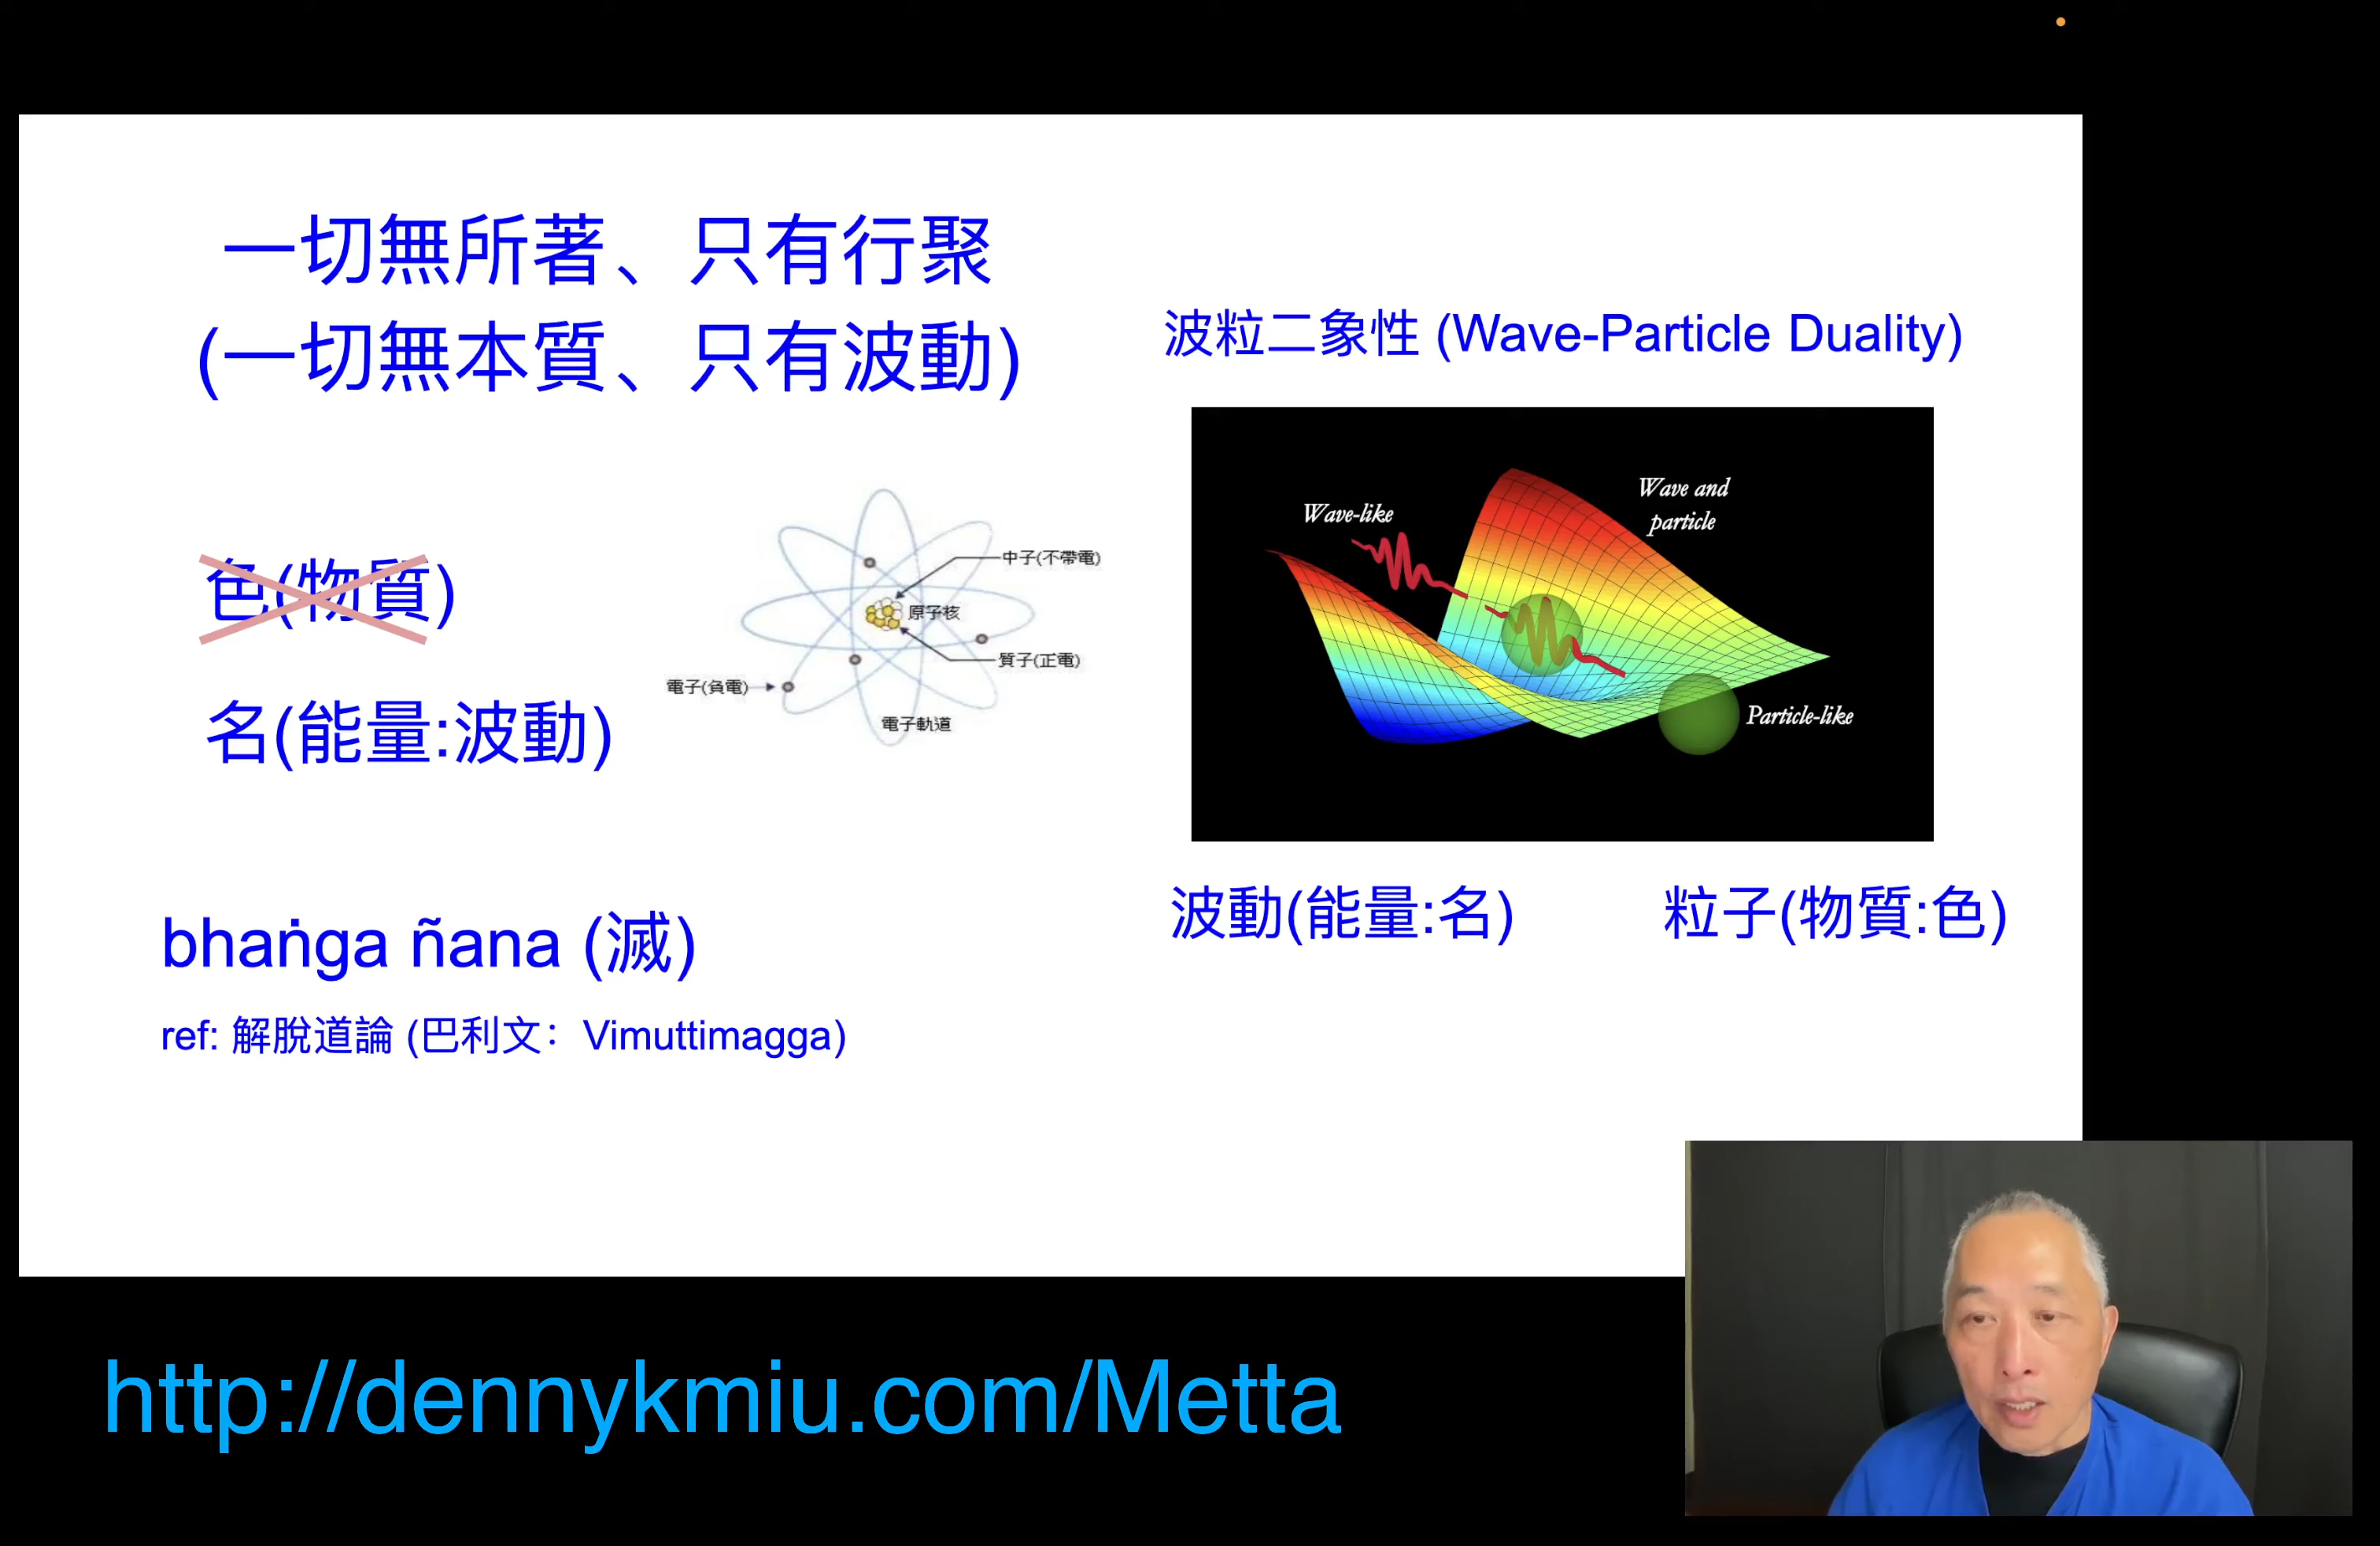 一切無所著、只有行聚
(一切無本質、只有波動)
色(物質)
名(能量:波動)
中子(不帶電)
原子核
質子(正電)
電子(負電)
電子軌道
bhaṅga ñana (滅)
ref: 解脫道論 (巴利文：Vimuttimagga)
波粒二象性 (Wave-Particle Duality)
Wave-like
Wave and
particle
Particle-like
波動(能量:名)
粒子(物質:色)
http://dennykmiu.com/Metta